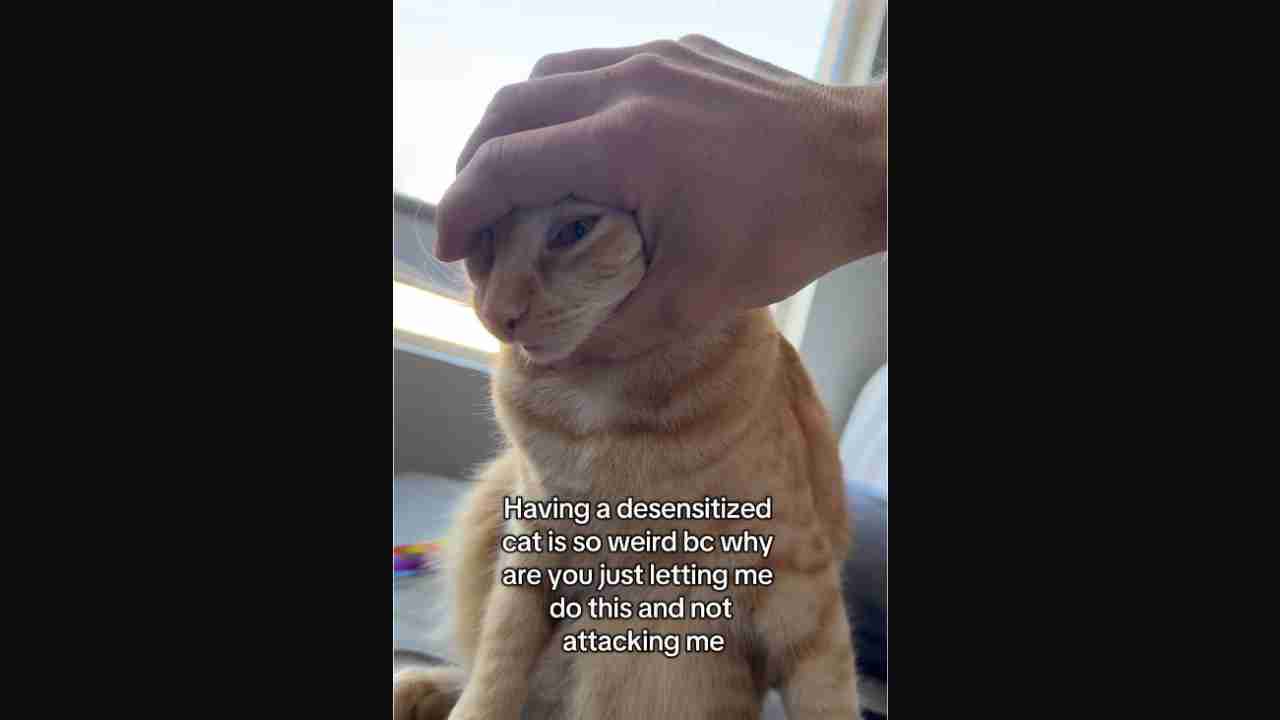 Having a desensitized
cat is so weird bc why
are you just letting me
do this and not
attacking me